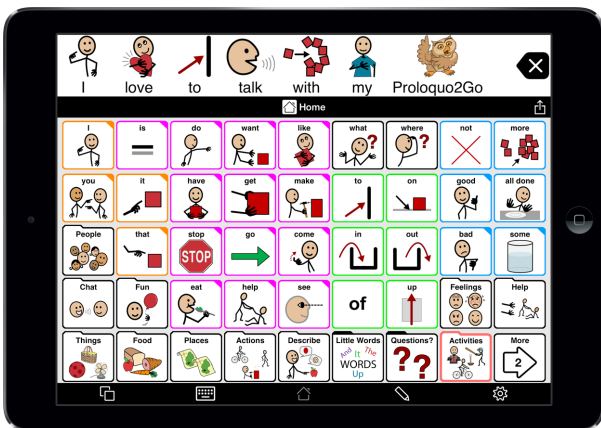 I love to talk with my Proloquo2Go
Home
I is do want like what where not more
you it have get make to on good all done
People that stop go come in out bad some
STOP
Chat Fun eat help see of up Feelings Help
Things Food Places Actions Describe Little Words Questions? Activities More
And It The
WORDS
Up
2